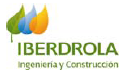 IBERDROLA
Ingeniería y Construcción